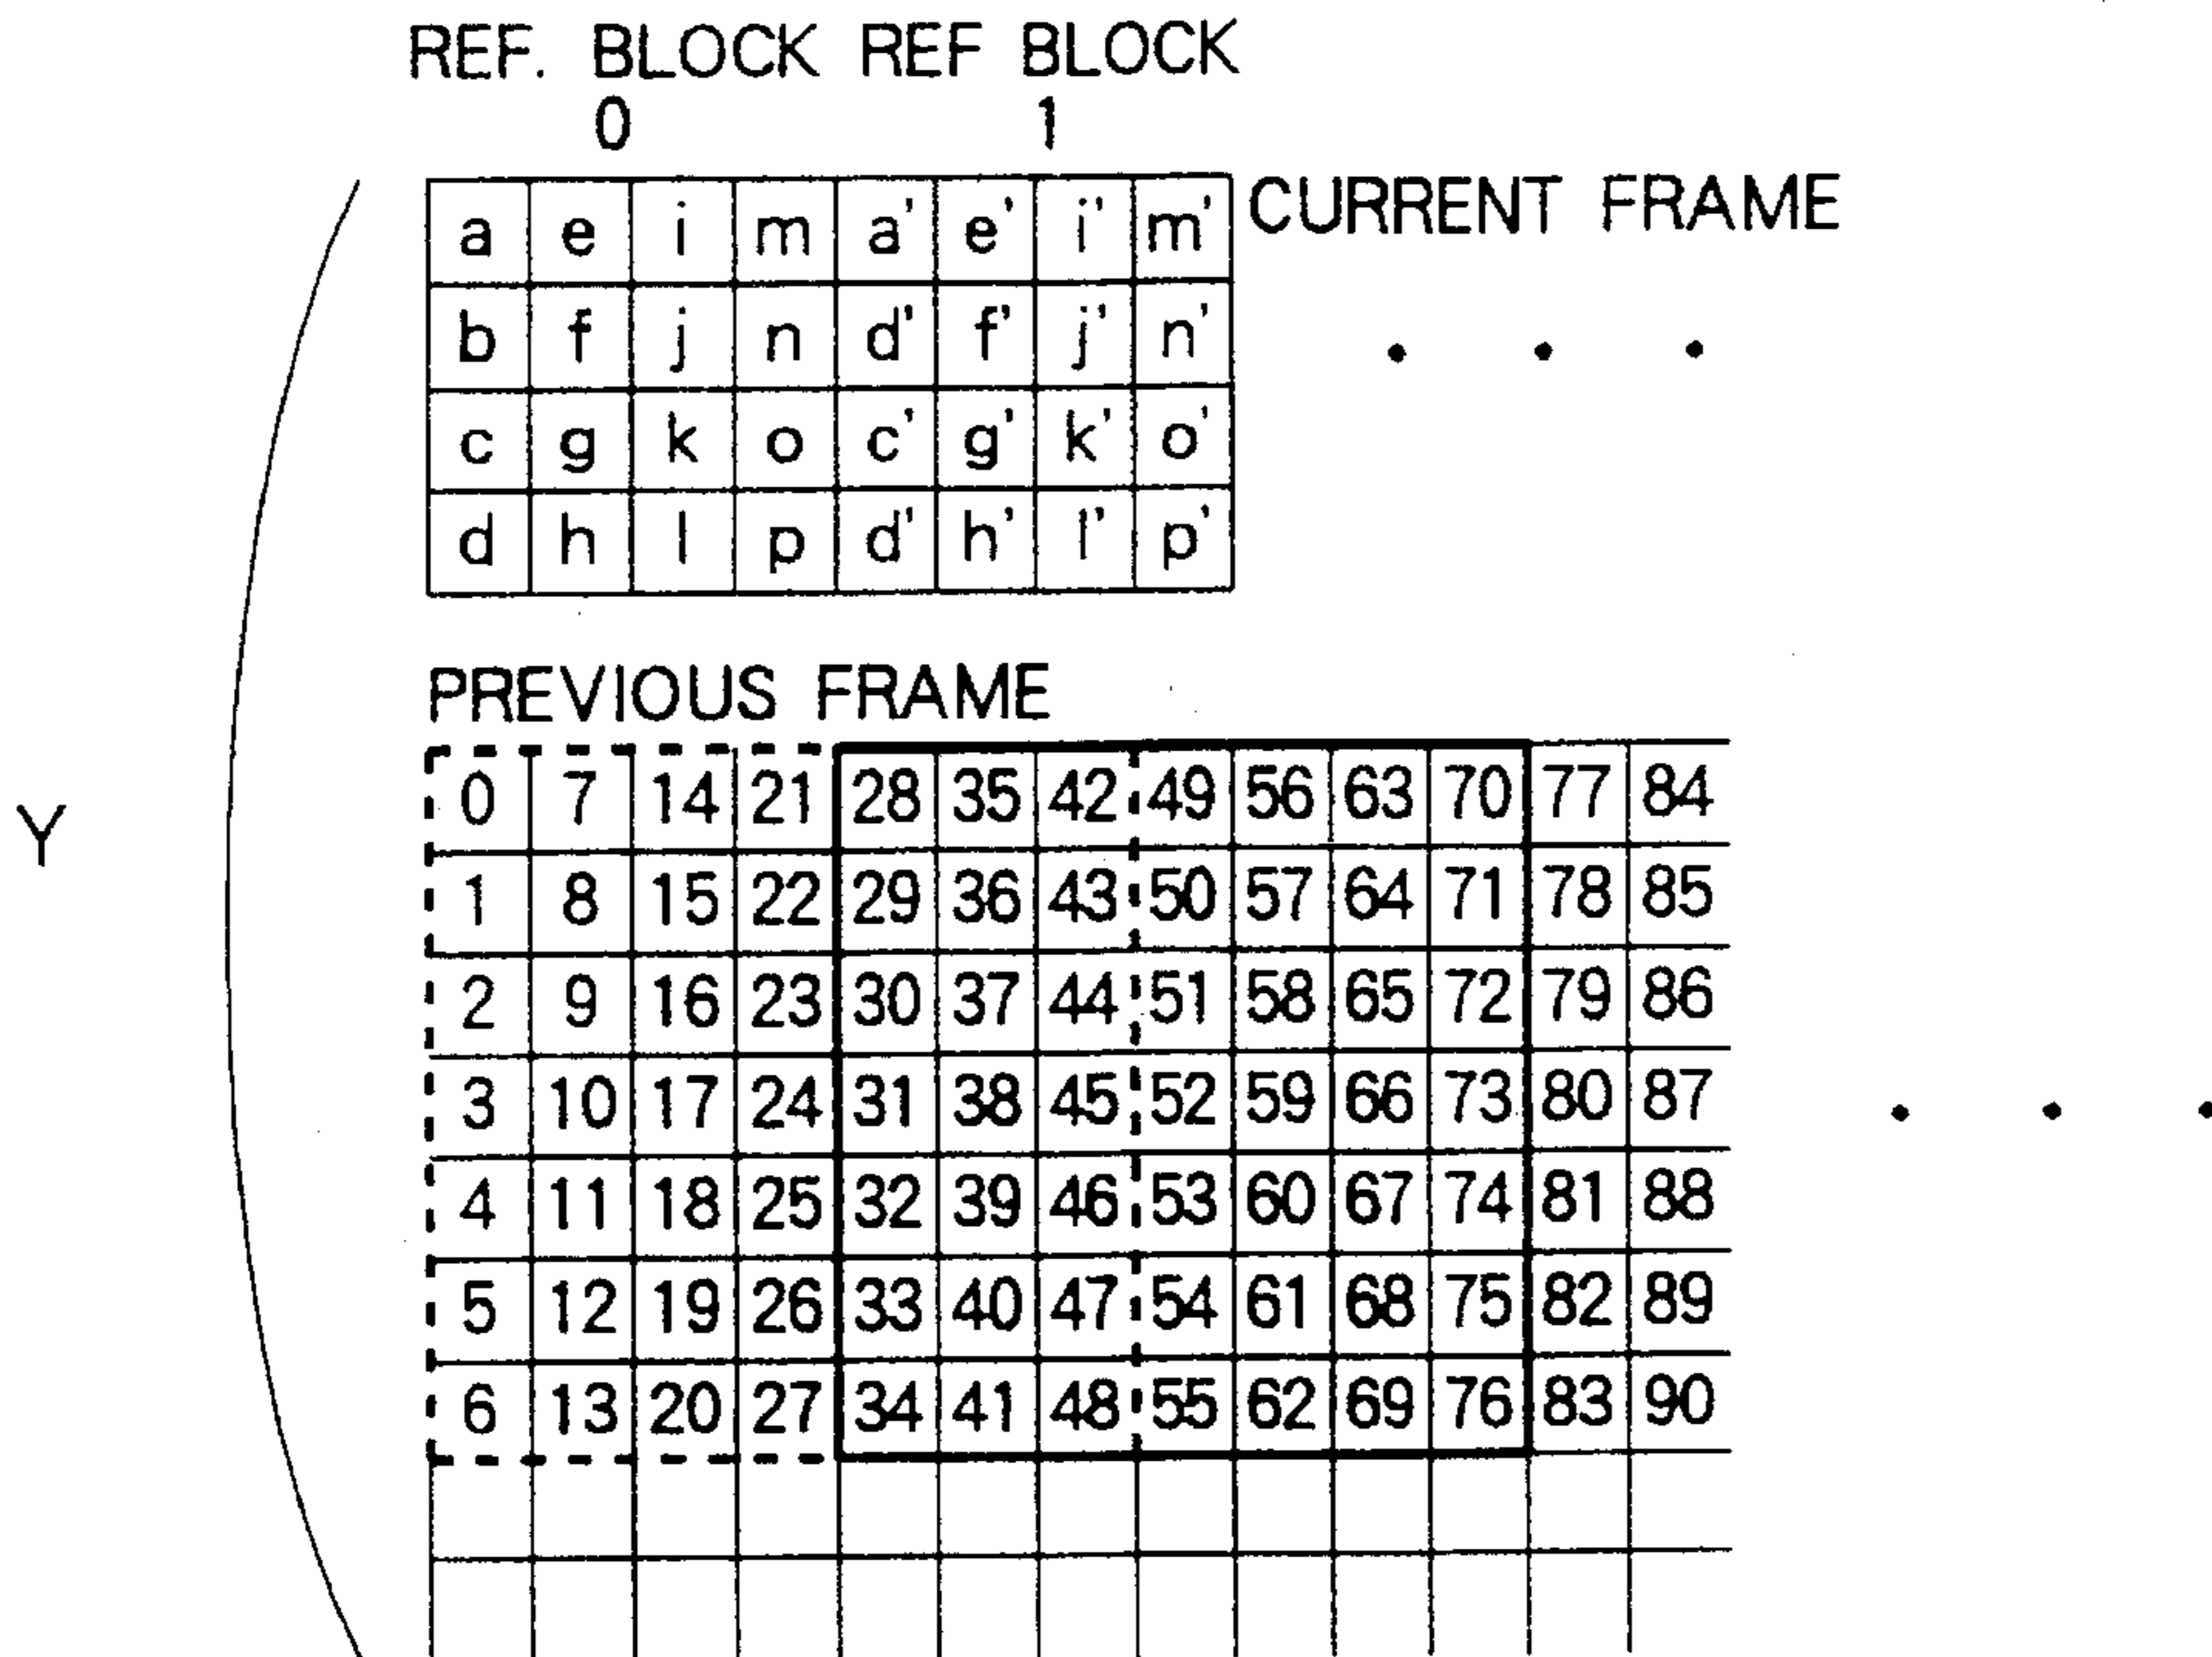 REF. BLOCK REF BLOCK
0 1
a e i m a' e' i' m' CURRENT FRAME
b f j n d' f' j' n'
c g k o c' g' k' o'
d h l p d' h' l' p'
PREVIOUS FRAME
0 7 14 21 28 35 42 49 56 63 70 77 84
Y
1 8 15 22 29 36 43 50 57 64 71 78 85
2 9 16 23 30 37 44 51 58 65 72 79 86
3 10 17 24 31 38 45 52 59 66 73 80 87
4 11 18 25 32 39 46 53 60 67 74 81 88
5 12 19 26 33 40 47 54 61 68 75 82 89
6 13 20 27 34 41 48 55 62 69 76 83 90